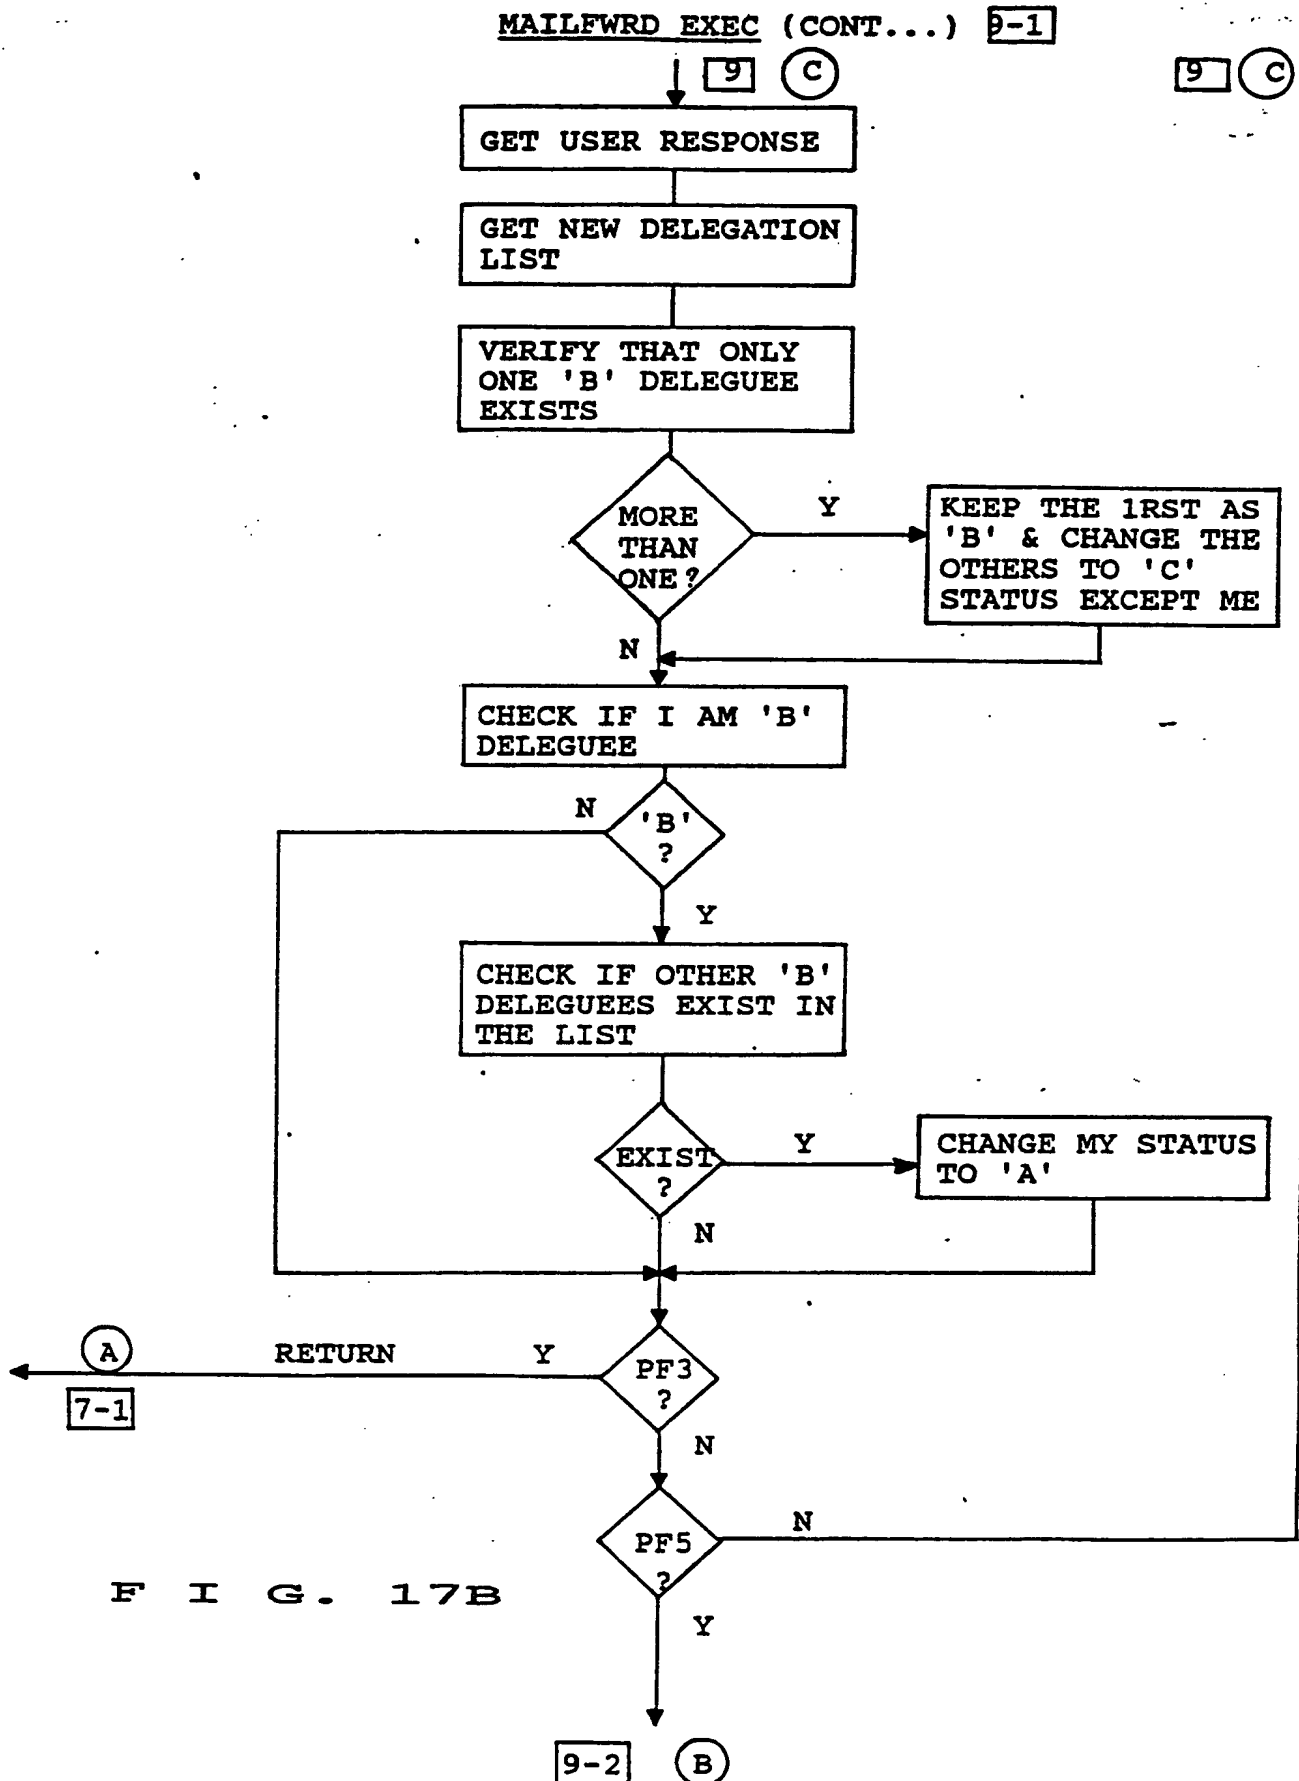 MAILFWRD EXEC (CONT...) 9-1
9 C
9 C
GET USER RESPONSE
GET NEW DELEGATION
LIST
VERIFY THAT ONLY
ONE 'B' DELEGUEE
EXISTS
MORE
THAN
ONE?
Y
KEEP THE 1RST AS
'B' & CHANGE THE
OTHERS TO 'C'
STATUS EXCEPT ME
N
CHECK IF I AM 'B'
DELEGUEE
N
'B'
?
Y
CHECK IF OTHER 'B'
DELEGUEES EXIST IN
THE LIST
EXIST
?
Y
CHANGE MY STATUS
TO 'A'
N
A
RETURN
Y
PF3
?
7-1
N
PF5
?
N
FIG. 17B
Y
9-2 B